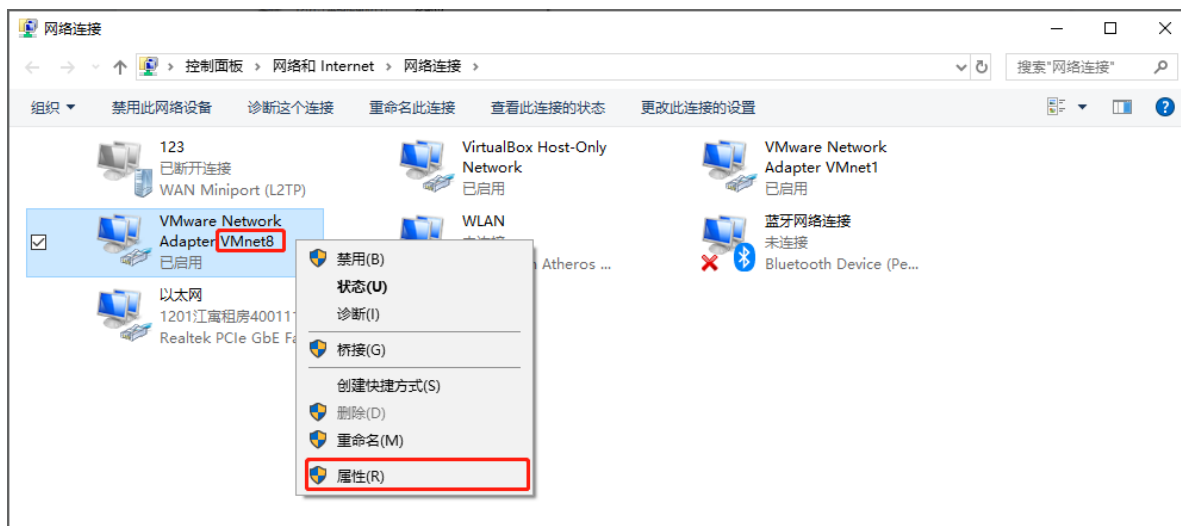 网络连接
控制面板 › 网络和 Internet › 网络连接 ›
搜索"网络连接"
组织 禁用此网络设备 诊断这个连接 重命名此连接 查看此连接的状态 更改此连接的设置
123
已断开连接
WAN Miniport (L2TP)
VirtualBox Host-Only
Network
已启用
VMware Network
Adapter VMnet1
已启用
VMware Network
Adapter VMnet8
已启用
WLAN
Atheros ...
蓝牙网络连接
未连接
Bluetooth Device (Pe...
以太网
1201江寓租房40011
Realtek PCIe GbE
禁用(B)
状态(U)
诊断(I)
桥接(G)
创建快捷方式(S)
删除(D)
重命名(M)
属性(R)